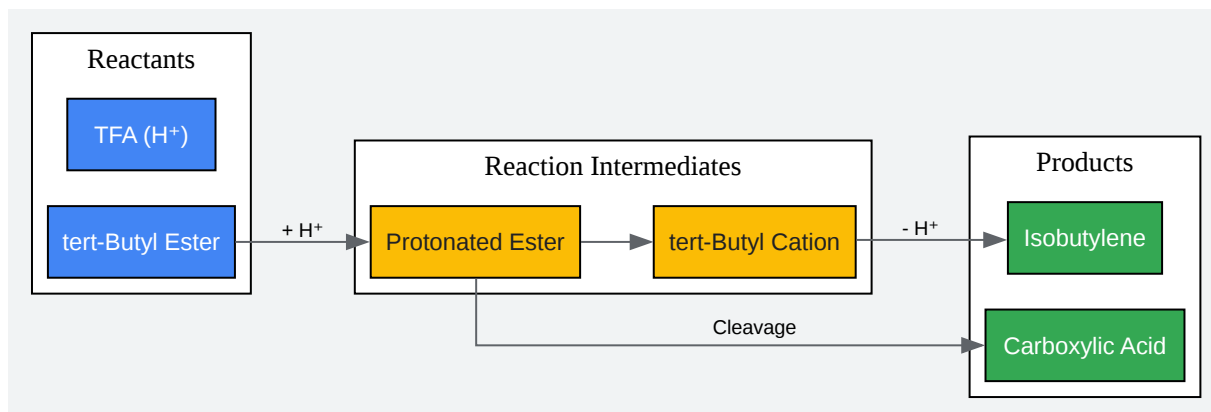 Reactants
TFA (H⁺)
tert-Butyl Ester
+ H⁺
Reaction Intermediates
Protonated Ester
tert-Butyl Cation
- H⁺
Cleavage
Products
Isobutylene
Carboxylic Acid